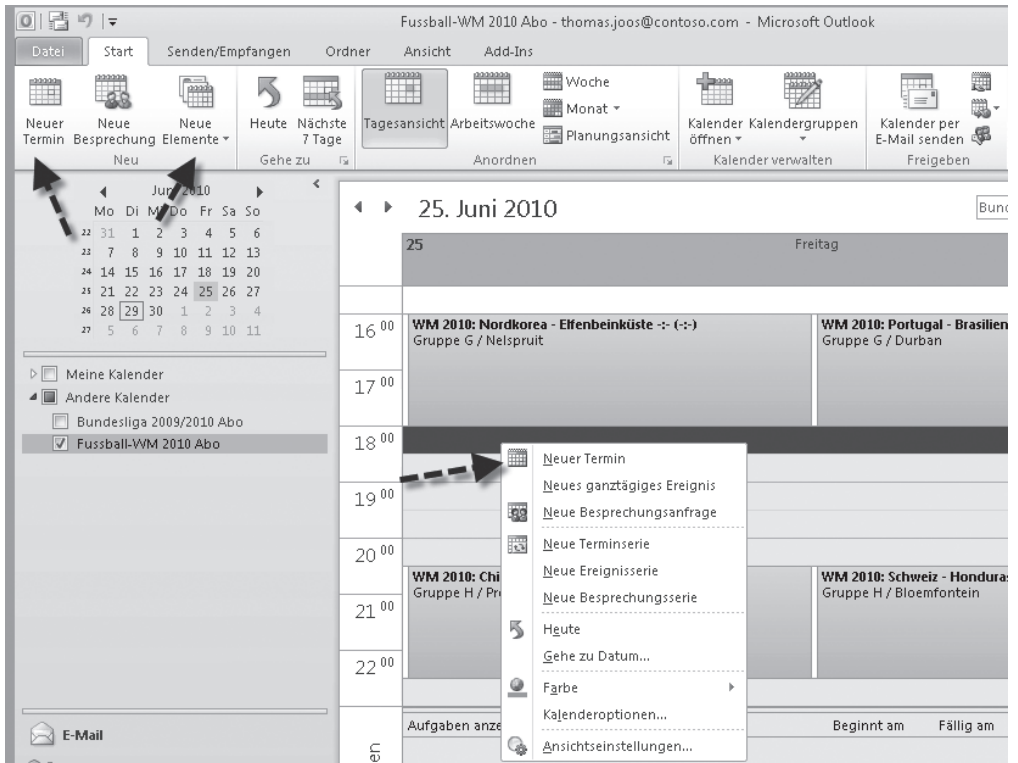 Fussball-WM 2010 Abo - thomas.joos@contoso.com - Microsoft Outlook
Datei Start Senden/Empfangen Ordner Ansicht Add-Ins
Neuer Termin
Neue Besprechung
Neue Elemente
Heute
Nächste 7 Tage
Tagesansicht
Arbeitswoche
Woche
Monat
Planungsansicht
Kalender öffnen
Kalendergruppen
Kalender per E-Mail senden
Neu
Gehe zu
Anordnen
Kalender verwalten
Freigeben
2010
Mo Di Do Fr Sa So
22 31 1 2 3 4 5 6
23 7 8 9 10 11 12 13
24 14 15 16 17 18 19 20
25 21 22 23 24 25 26 27
26 28 29 30 1 2 3 4
27 5 6 7 8 9 10 11
Meine Kalender
Andere Kalender
Bundesliga 2009/2010 Abo
Fussball-WM 2010 Abo
E-Mail
25. Juni 2010
25 Freitag
16 00
17 00
18 00
19 00
20 00
21 00
22 00
WM 2010: Nordkorea - Elfenbeinküste -:- (-:-)
Gruppe G / Nelspruit
WM 2010: Portugal - Brasilien
Gruppe G / Durban
Neuer Termin
Neues ganztägiges Ereignis
Neue Besprechungsanfrage
Neue Terminserie
Neue Ereignisserie
Neue Besprechungsserie
Heute
Gehe zu Datum...
Farbe
Kalenderoptionen...
Ansichtseinstellungen...
WM 2010: Chi
Gruppe H / Pr
WM 2010: Schweiz - Honduras
Gruppe H / Bloemfontein
Aufgaben anze
Beginnt am Fällig am